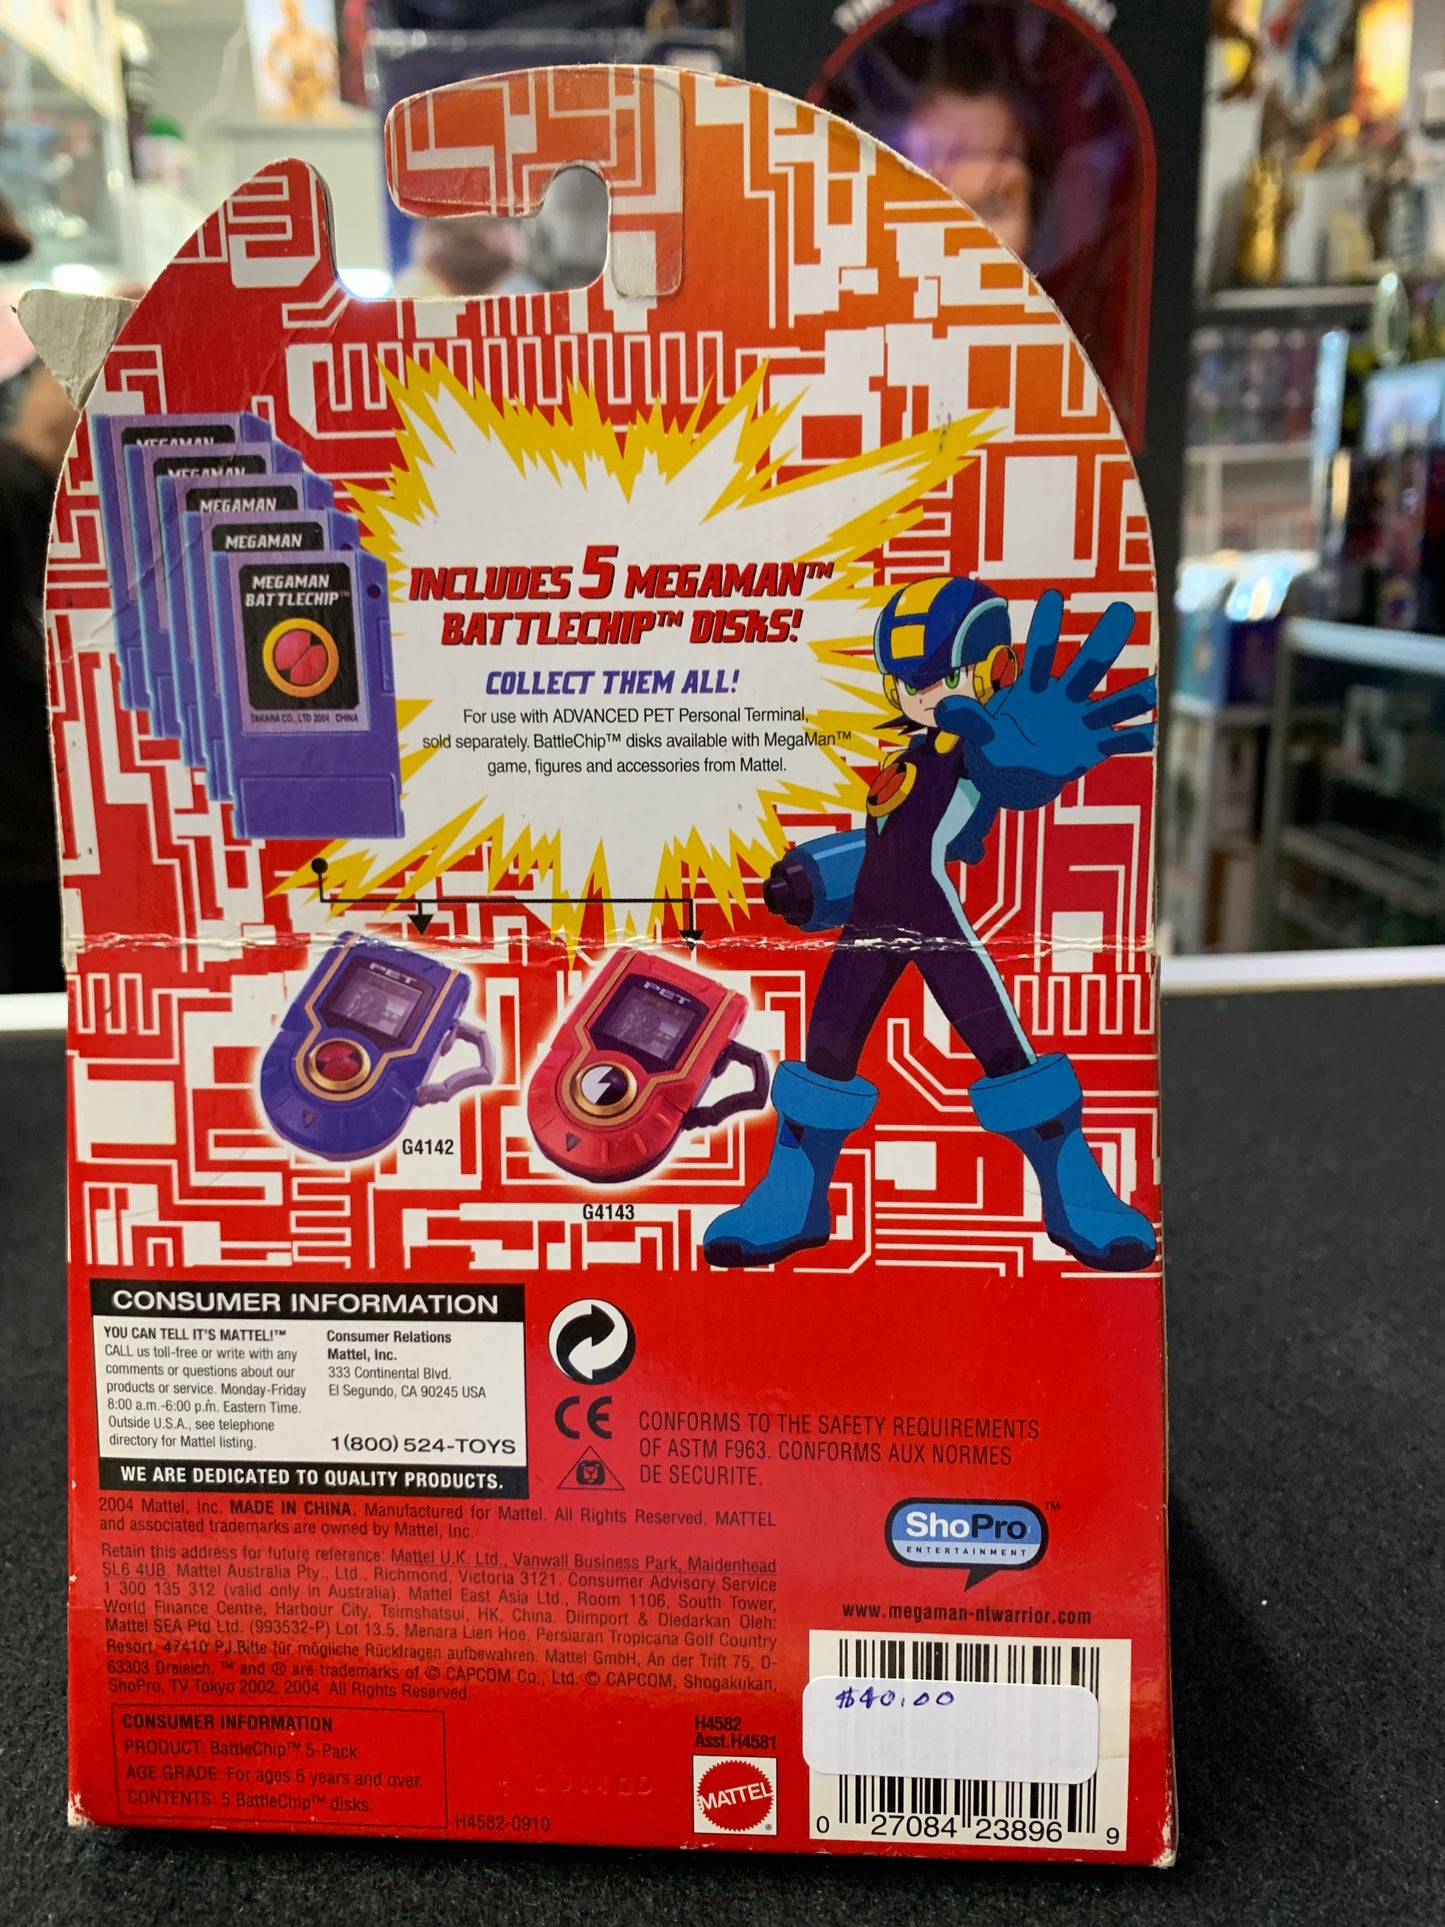 MEGAMAN
MEGAMAN
MEGAMAN
MEGAMAN
MEGAMAN
BATTLECHIP™
TAKARA CO., LTD 2004 CHINA
INCLUDES 5 MEGAMAN™
BATTLECHIP™ DISKS!
COLLECT THEM ALL!
For use with ADVANCED PET Personal Terminal,
sold separately. BattleChip™ disks available with MegaMan™
game, figures and accessories from Mattel.
PET
G4142
PET
G4143
CONSUMER INFORMATION
YOU CAN TELL IT'S MATTEL!™
CALL us toll-free or write with any
comments or questions about our
products or service. Monday-Friday
8:00 a.m.-6:00 p.m. Eastern Time.
Outside U.S.A., see telephone
directory for Mattel listing.
Consumer Relations
Mattel, Inc.
333 Continental Blvd.
El Segundo, CA 90245 USA
1(800) 524-TOYS
WE ARE DEDICATED TO QUALITY PRODUCTS.
CE
CONFORMS TO THE SAFETY REQUIREMENTS
OF ASTM F963. CONFORMS AUX NORMES
DE SECURITE.
2004 Mattel, Inc. MADE IN CHINA. Manufactured for Mattel. All Rights Reserved. MATTEL
and associated trademarks are owned by Mattel, Inc.
Retain this address for future reference: Mattel U.K. Ltd., Vanwall Business Park, Maidenhead
SL6 4UB. Mattel Australia Pty., Ltd., Richmond, Victoria 3121. Consumer Advisory Service
1 300 135 312 (valid only in Australia). Mattel East Asia Ltd., Room 1106, South Tower,
World Finance Centre, Harbour City, Tsimshatsui, HK, China. Diimport & Diedarkan Oleh:
Mattel SEA Ptd Ltd. (993532-P) Lot 13.5, Menara Lien Hoe, Persiaran Tropicana Golf Country
Resort, 47410 PJ.Bitte für mögliche Rückfragen aufbewahren. Mattel GmbH, An der Trift 75, D-
63303 Dreieich. ™ and ® are trademarks of © CAPCOM Co., Ltd. © CAPCOM, Shogakukan,
ShoPro, TV Tokyo 2002, 2004 All Rights Reserved.
ShoPro™
ENTERTAINMENT
www.megaman-ntwarrior.com
CONSUMER INFORMATION
PRODUCT: BattleChip™ 5-Pack
AGE GRADE: For ages 6 years and over
CONTENTS: 5 BattleChip™ disks.
H4582-0910
H4582
Asst.H4581
MATTEL®
$40.00
0 27084 23896 9